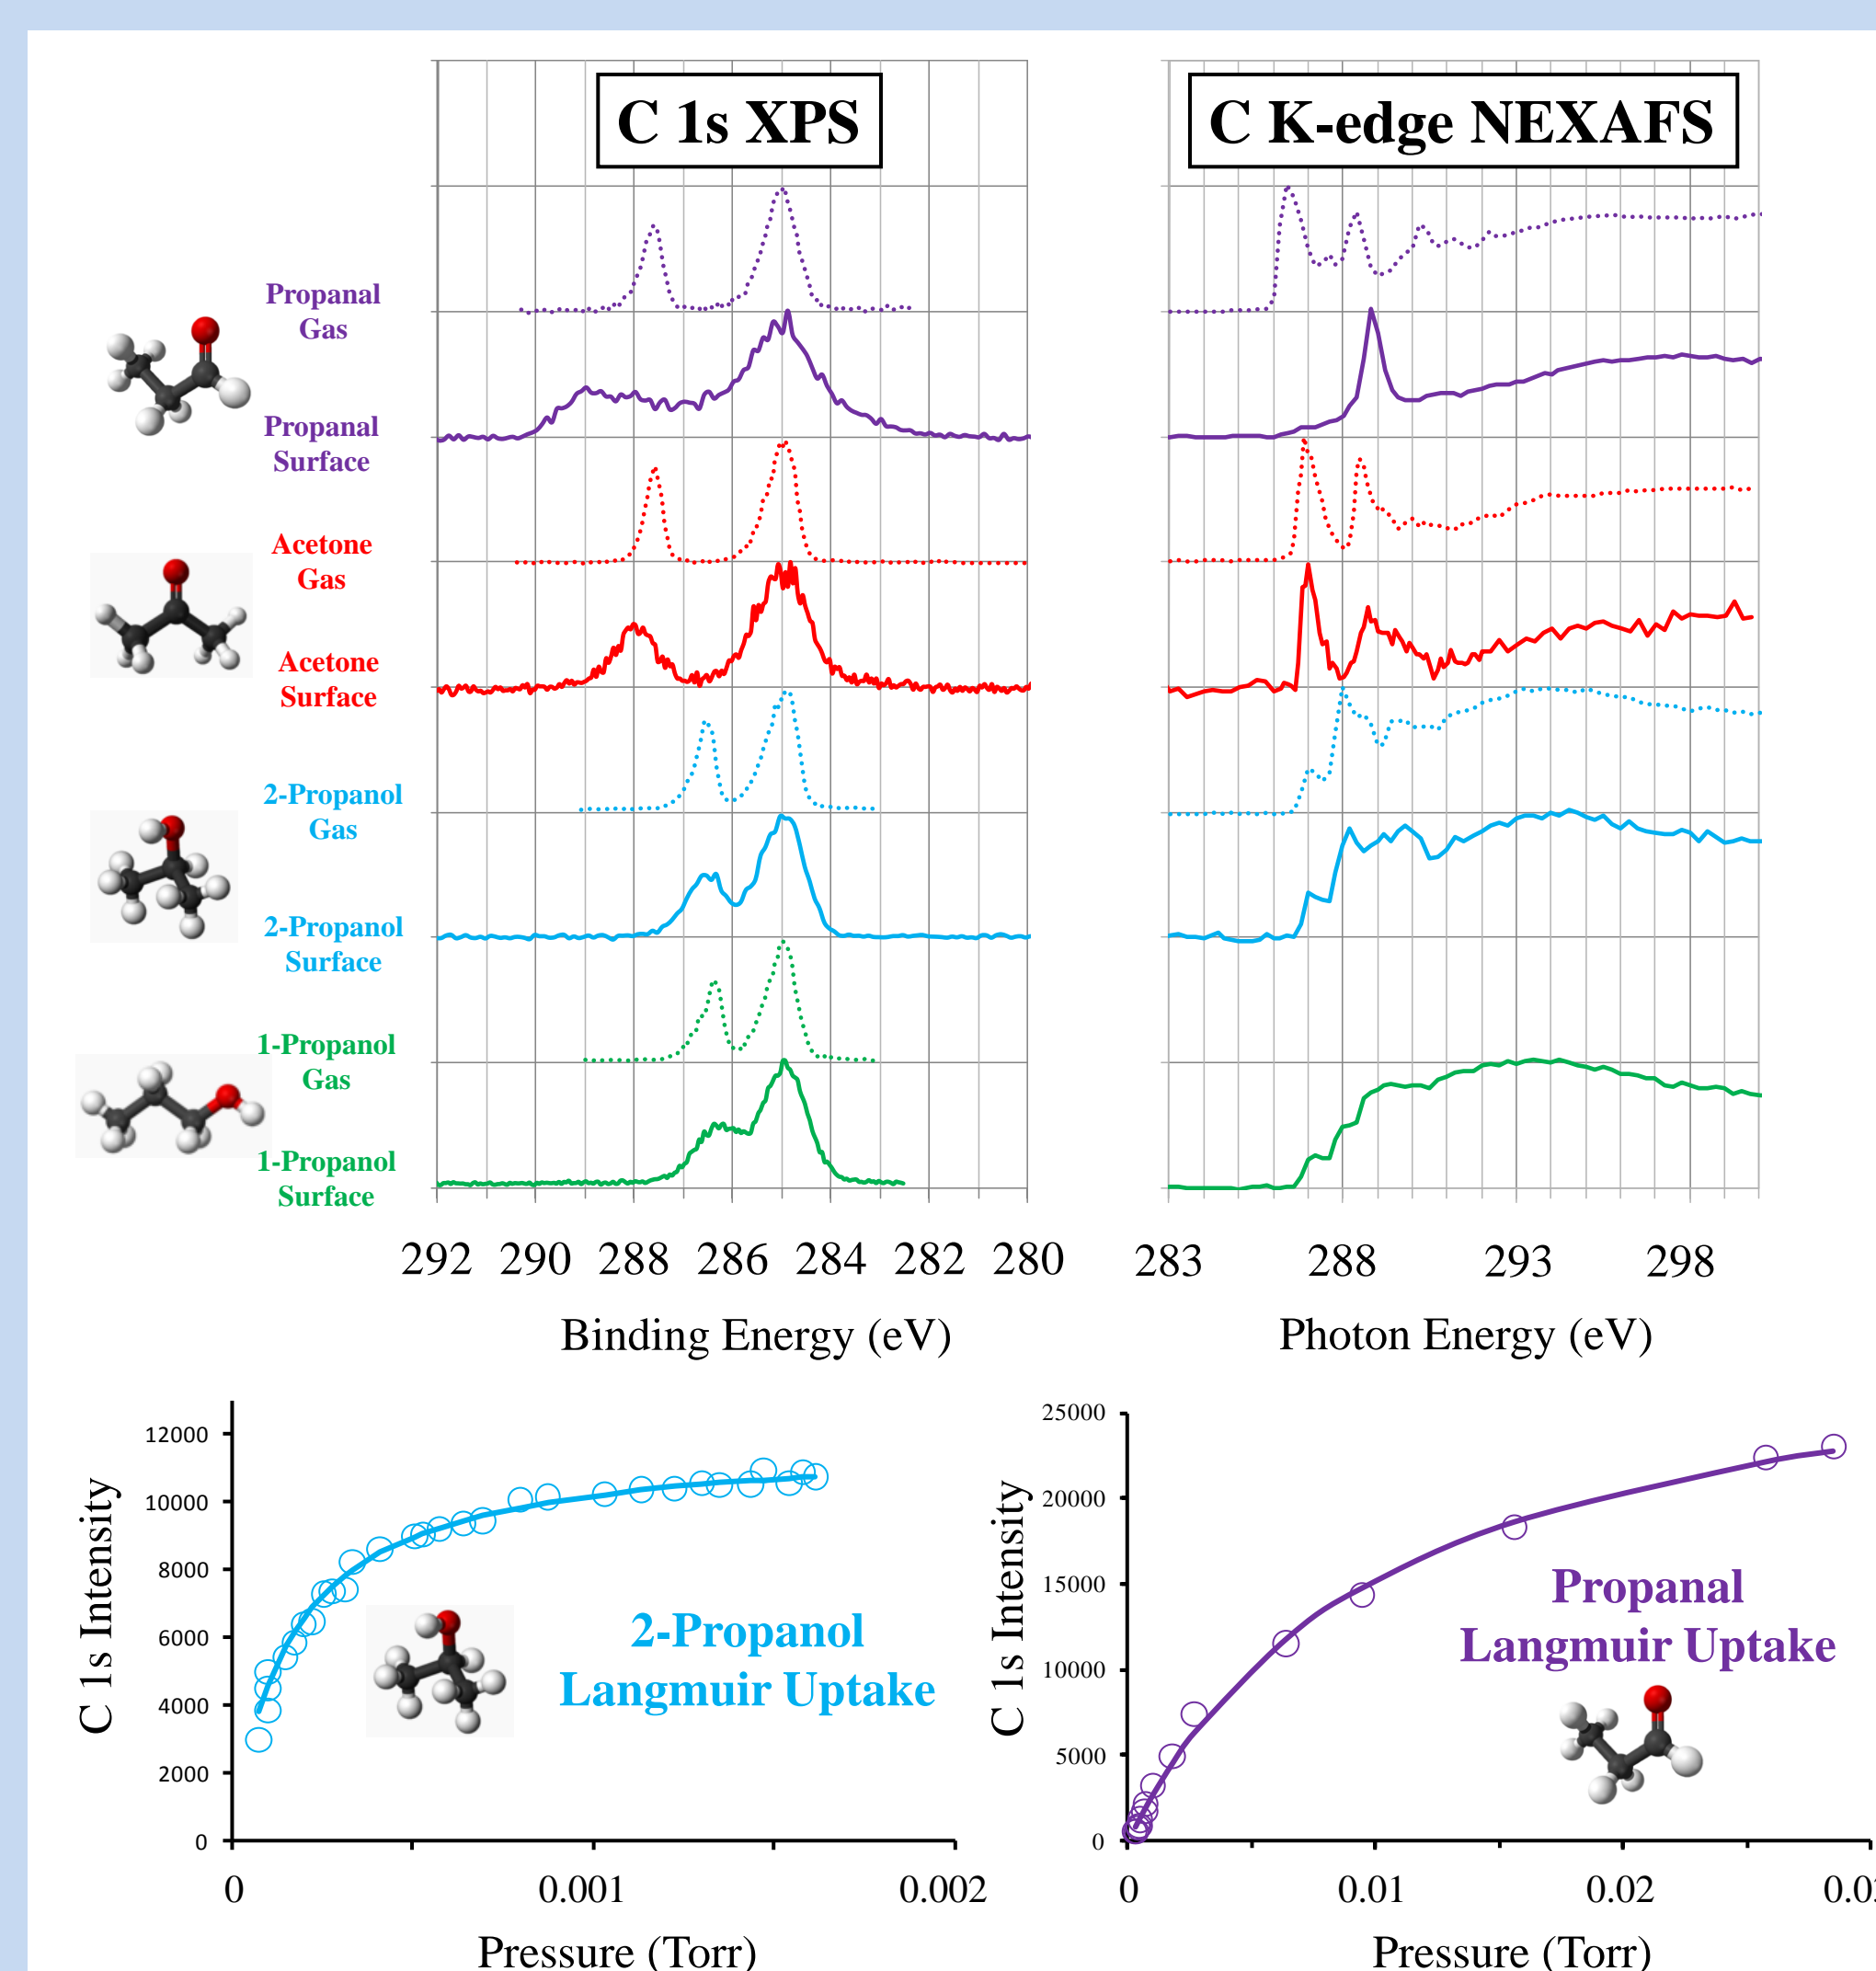 C 1s XPS
C K-edge NEXAFS
Propanal
Gas
Propanal
Surface
Acetone
Gas
Acetone
Surface
2-Propanol
Gas
2-Propanol
Surface
1-Propanol
Gas
1-Propanol
Surface
292 290 288 286 284 282 280
Binding Energy (eV)
283 288 293 298
Photon Energy (eV)
C 1s Intensity
12000
10000
8000
6000
4000
2000
0
2-Propanol
Langmuir Uptake
0 0.001 0.002
Pressure (Torr)
C 1s Intensity
25000
20000
15000
10000
5000
0
Propanal
Langmuir Uptake
0 0.01 0.02
Pressure (Torr)